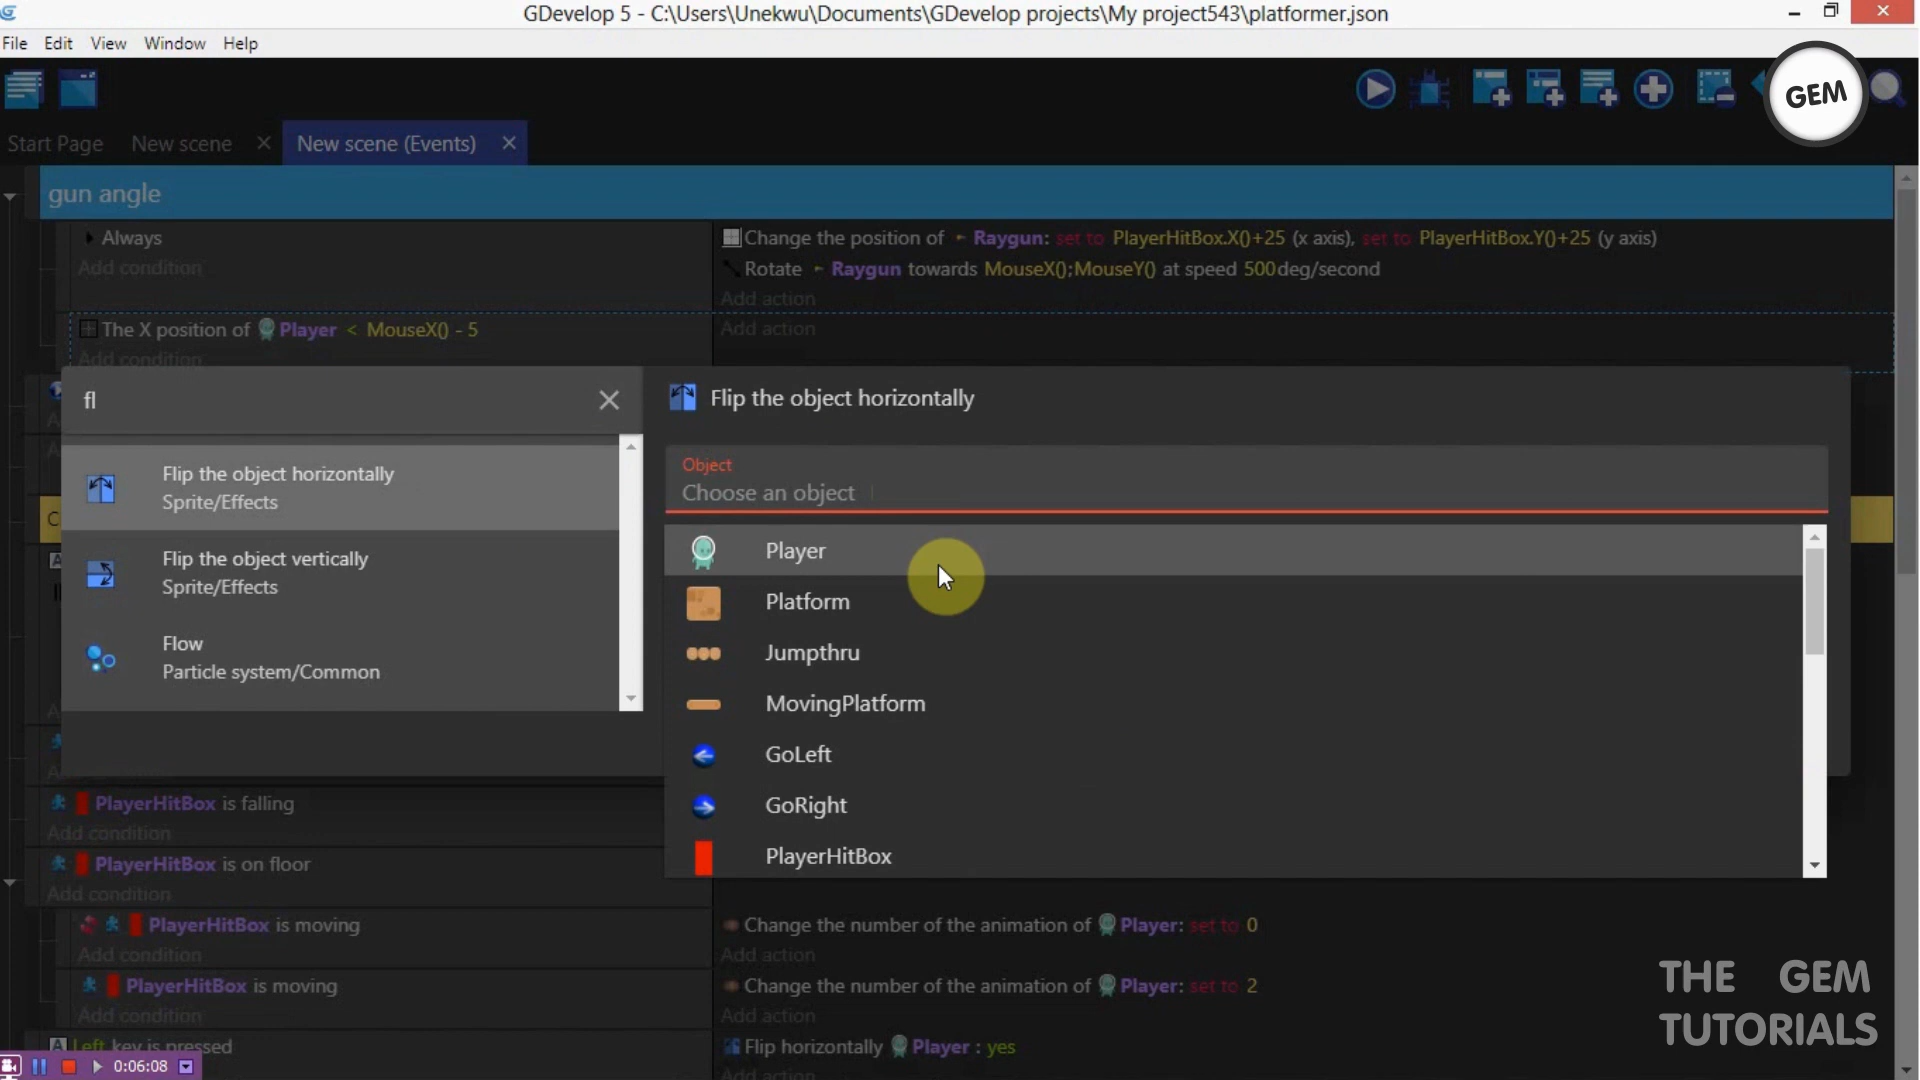 GDevelop 5 - C:\Users\Unekwu\Documents\GDevelop projects\My project543\platformer.json
File Edit View Window Help
GEM
Start Page New scene New scene (Events)
gun angle
Always
Add condition
Change the position of Raygun: set to PlayerHitBox.X()+25 (x axis), set to PlayerHitBox.Y()+25 (y axis)
Rotate Raygun towards MouseX();MouseY() at speed 500deg/second
Add action
The X position of Player < MouseX() - 5
Add condition
Add action
fl
Flip the object horizontally
Sprite/Effects
Flip the object vertically
Sprite/Effects
Flow
Particle system/Common
Flip the object horizontally
Object
Choose an object
Player
Platform
Jumpthru
MovingPlatform
GoLeft
GoRight
PlayerHitBox
PlayerHitBox is falling
Add condition
PlayerHitBox is on floor
Add condition
PlayerHitBox is moving
Add condition
Change the number of the animation of Player: set to 0
Add action
PlayerHitBox is moving
Add condition
Change the number of the animation of Player: set to 2
Add action
Left key is pressed
Flip horizontally Player : yes
Add action
0:06:08
THE GEM
TUTORIALS